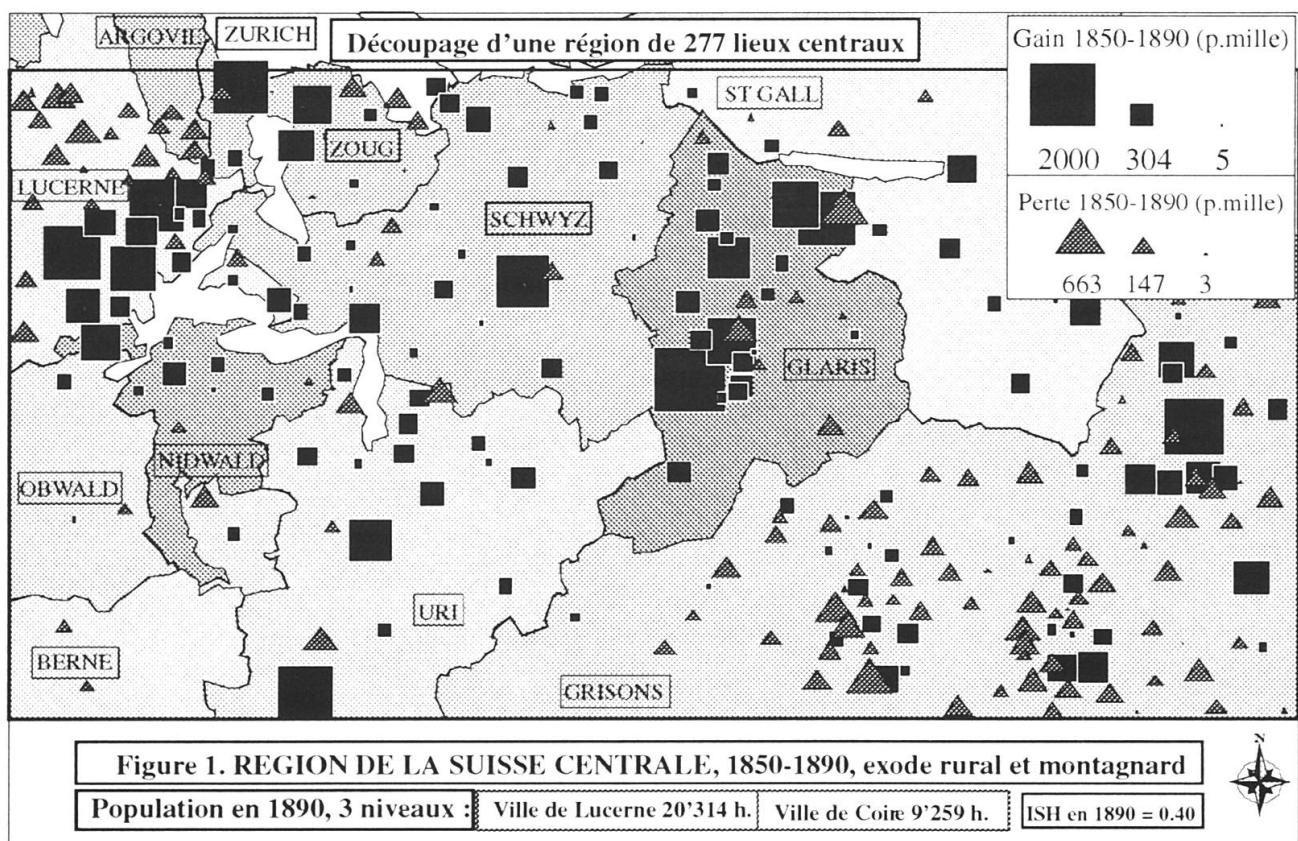 ARGOVIE
ZURICH
Découpage d'une région de 277 lieux centraux
Gain 1850-1890 (p.mille)
2000 304 5
Perte 1850-1890 (p.mille)
663 147 3
ST GALL
ZOUG
LUCERNE
SCHWYZ
GLARIS
NIDWALD
OBWALD
URI
BERNE
GRISONS
N
Figure 1. REGION DE LA SUISSE CENTRALE, 1850-1890, exode rural et montagnard
Population en 1890, 3 niveaux :
Ville de Lucerne 20'314 h.
Ville de Coire 9'259 h.
ISH en 1890 = 0.40